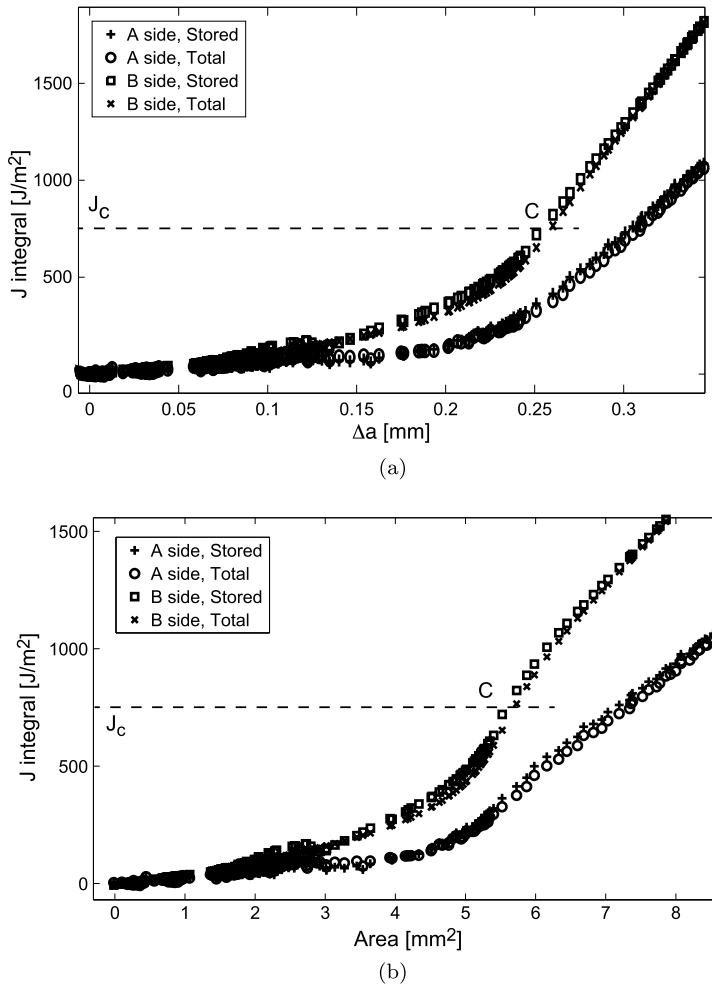 A side, Stored
A side, Total
B side, Stored
B side, Total
J integral [J/m²]
1500
1000
500
0
J_C
C
0 0.05 0.1 0.15 0.2 0.25 0.3
Δa [mm]
(a)
A side, Stored
A side, Total
B side, Stored
B side, Total
J integral [J/m²]
1500
1000
500
0
C
J_C
0 1 2 3 4 5 6 7 8
Area [mm²]
(b)